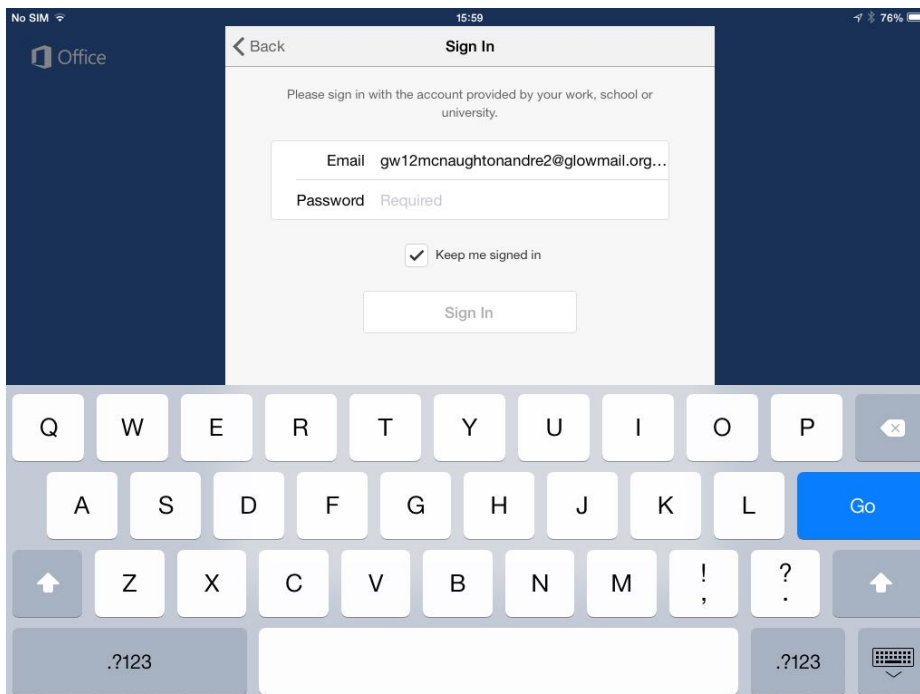 No SIM 15:59 76%
Office
Back Sign In
Please sign in with the account provided by your work, school or
university.
Email gw12mcnaughtonandre2@glowmail.org...
Password Required
Keep me signed in
Sign In
Q W E R T Y U I O P
A S D F G H J K L Go
Z X C V B N M ! , ? .
.?123 .?123